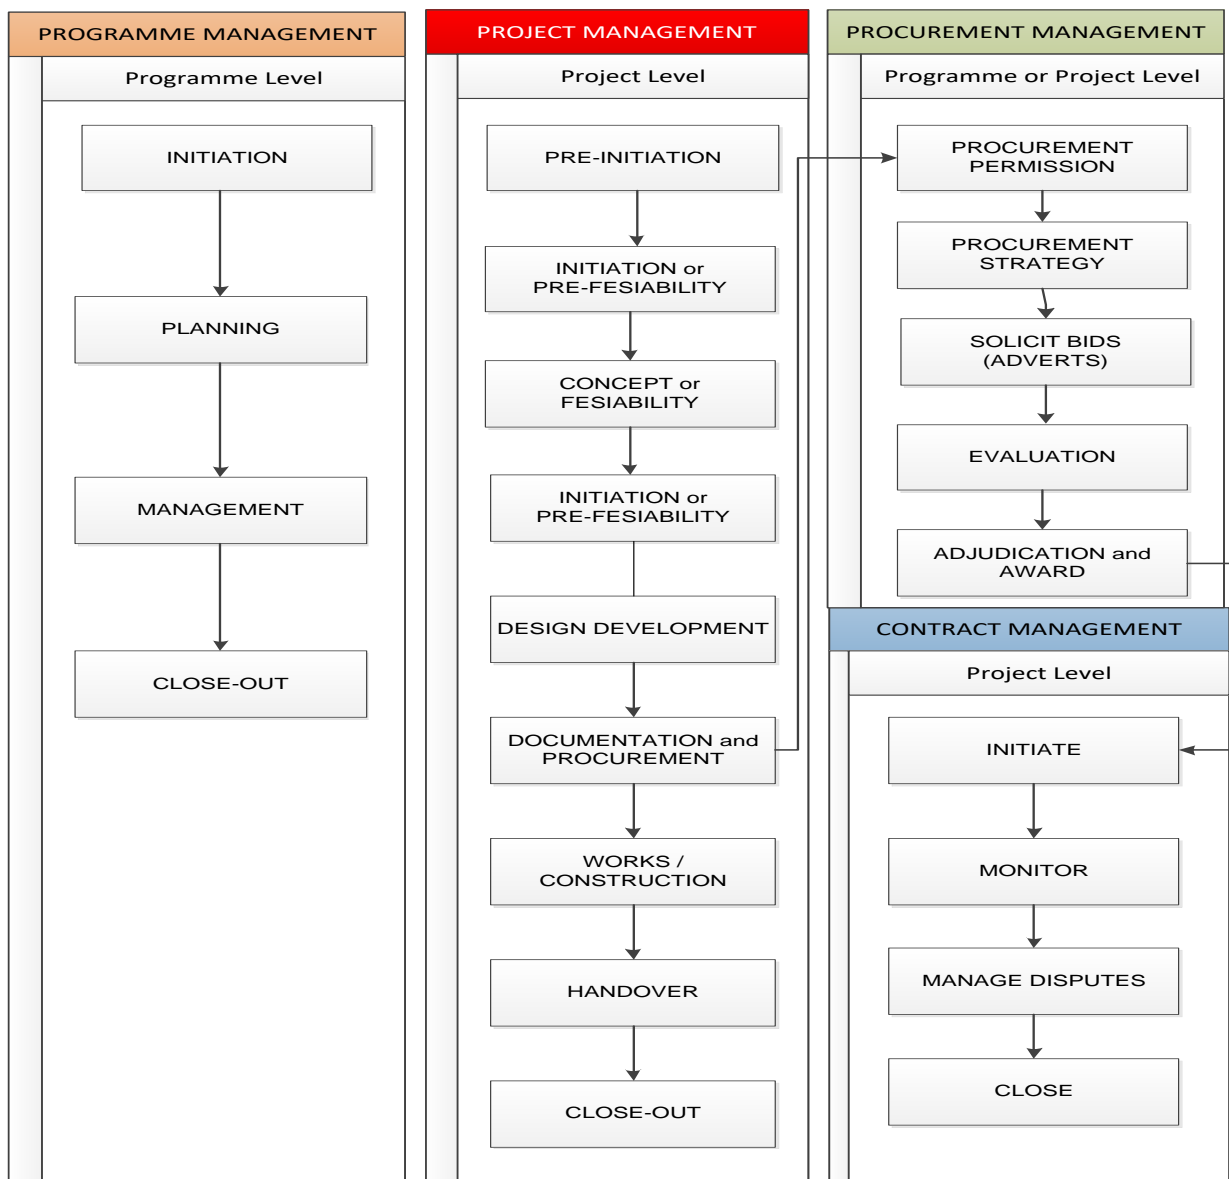 PROGRAMME MANAGEMENT
Programme Level
INITIATION
PLANNING
MANAGEMENT
CLOSE-OUT
PROJECT MANAGEMENT
Project Level
PRE-INITIATION
INITIATION or
PRE-FESIABILITY
CONCEPT or
FESIABILITY
INITIATION or
PRE-FESIABILITY
DESIGN DEVELOPMENT
DOCUMENTATION and
PROCUREMENT
WORKS /
CONSTRUCTION
HANDOVER
CLOSE-OUT
PROCUREMENT MANAGEMENT
Programme or Project Level
PROCUREMENT
PERMISSION
PROCUREMENT
STRATEGY
SOLICIT BIDS
(ADVERTS)
EVALUATION
ADJUDICATION and
AWARD
CONTRACT MANAGEMENT
Project Level
INITIATE
MONITOR
MANAGE DISPUTES
CLOSE